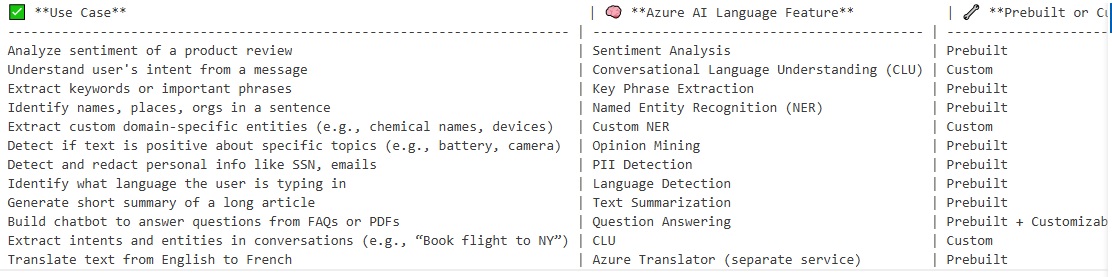 ✅ **Use Case** | 🧠 **Azure AI Language Feature** | 🔧 **Prebuilt or Cu
------------------------------------------------------------------------- | ------------------------------------------- | ---------------------
Analyze sentiment of a product review | Sentiment Analysis | Prebuilt
Understand user's intent from a message | Conversational Language Understanding (CLU) | Custom
Extract keywords or important phrases | Key Phrase Extraction | Prebuilt
Identify names, places, orgs in a sentence | Named Entity Recognition (NER) | Prebuilt
Extract custom domain-specific entities (e.g., chemical names, devices) | Custom NER | Custom
Detect if text is positive about specific topics (e.g., battery, camera) | Opinion Mining | Prebuilt
Detect and redact personal info like SSN, emails | PII Detection | Prebuilt
Identify what language the user is typing in | Language Detection | Prebuilt
Generate short summary of a long article | Text Summarization | Prebuilt
Build chatbot to answer questions from FAQs or PDFs | Question Answering | Prebuilt + Customizab
Extract intents and entities in conversations (e.g., “Book flight to NY”) | CLU | Custom
Translate text from English to French | Azure Translator (separate service) | Prebuilt